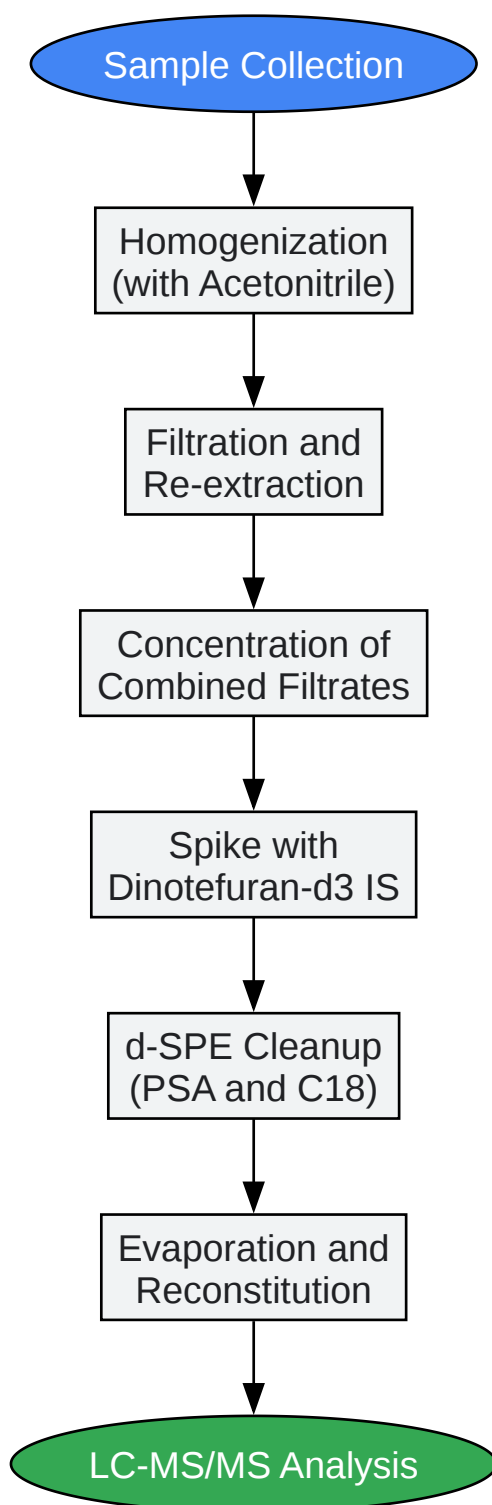 Sample Collection
Homogenization
(with Acetonitrile)
Filtration and
Re-extraction
Concentration of
Combined Filtrates
Spike with
Dinotefuran-d3 IS
d-SPE Cleanup
(PSA and C18)
Evaporation and
Reconstitution
LC-MS/MS Analysis